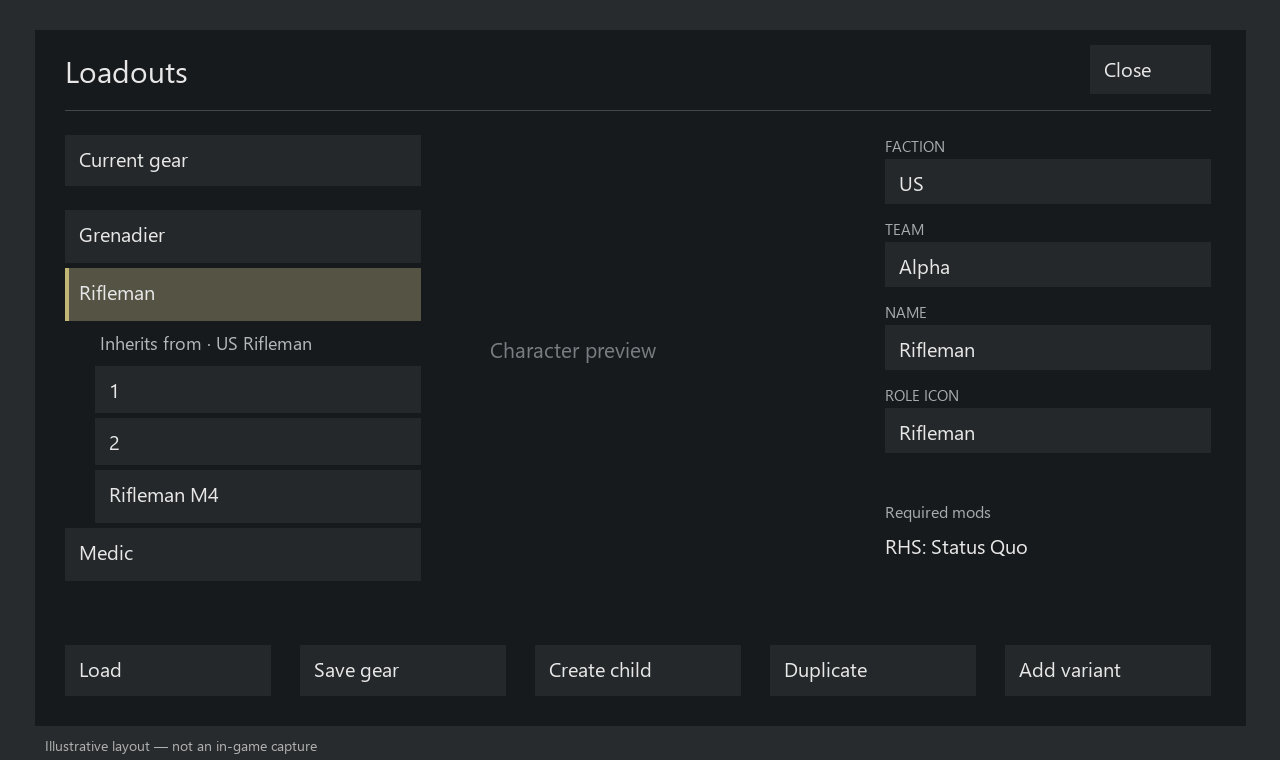 Loadouts
Close
Current gear
Grenadier
Rifleman
Inherits from · US Rifleman
1
2
Rifleman M4
Medic
Character preview
FACTION
US
TEAM
Alpha
NAME
Rifleman
ROLE ICON
Rifleman
Required mods
RHS: Status Quo
Load
Save gear
Create child
Duplicate
Add variant
Illustrative layout — not an in-game capture